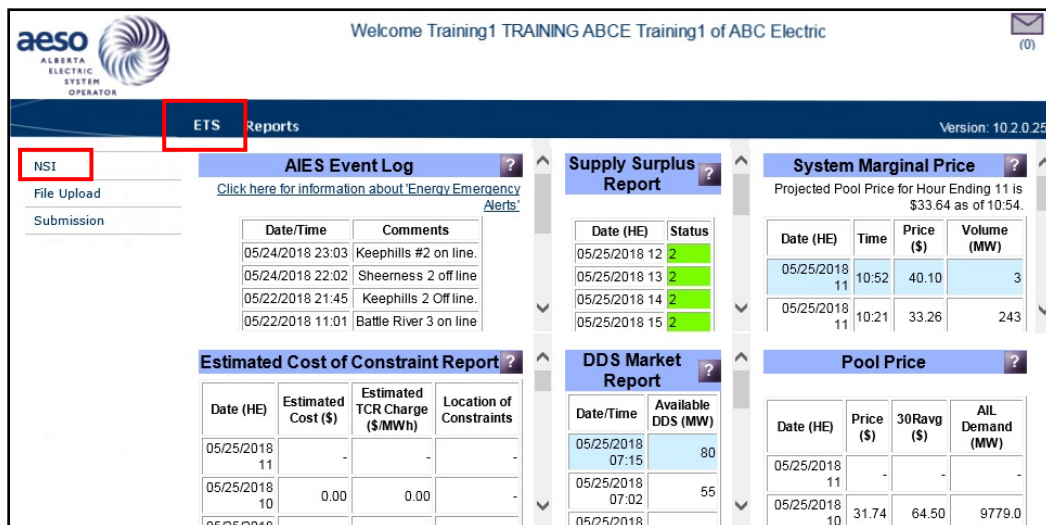 Welcome Training1 TRAINING ABCE Training1 of ABC Electric
aeso
ALBERTA
ELECTRIC
SYSTEM
OPERATOR
(0)
ETS Reports Version: 10.2.0.25
NSI
File Upload
Submission
AIES Event Log ?
Click here for information about 'Energy Emergency
Alerts'
Date/Time Comments
05/24/2018 23:03 Keephills #2 on line.
05/24/2018 22:02 Sheerness 2 off line
05/22/2018 21:45 Keephills 2 Off line.
05/22/2018 11:01 Battle River 3 on line
Supply Surplus
Report ?
Date (HE) Status
05/25/2018 12 2
05/25/2018 13 2
05/25/2018 14 2
05/25/2018 15 2
System Marginal Price ?
Projected Pool Price for Hour Ending 11 is
$33.64 as of 10:54.
Date (HE) Time Price
($) Volume
(MW)
05/25/2018
11 10:52 40.10 3
05/25/2018
11 10:21 33.26 243
Estimated Cost of Constraint Report ?
Date (HE) Estimated
Cost ($) Estimated
TCR Charge
($/MWh) Location of
Constraints
05/25/2018
11 - - -
05/25/2018
10 0.00 0.00 -
05/25/2018
DDS Market
Report ?
Date/Time Available
DDS (MW)
05/25/2018
07:15 80
05/25/2018
07:02 55
05/25/2018
Pool Price ?
Date (HE) Price
($) 30Ravg
($) AIL
Demand
(MW)
05/25/2018
11 - - -
05/25/2018
10 31.74 64.50 9779.0